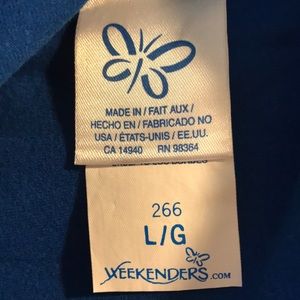 MADE IN / FAIT AUX /
HECHO EN / FABRICADO NO
USA / ÉTATS-UNIS / EE.UU.
CA 14940 RN 98364
266
L/G
WEEKENDERS.COM